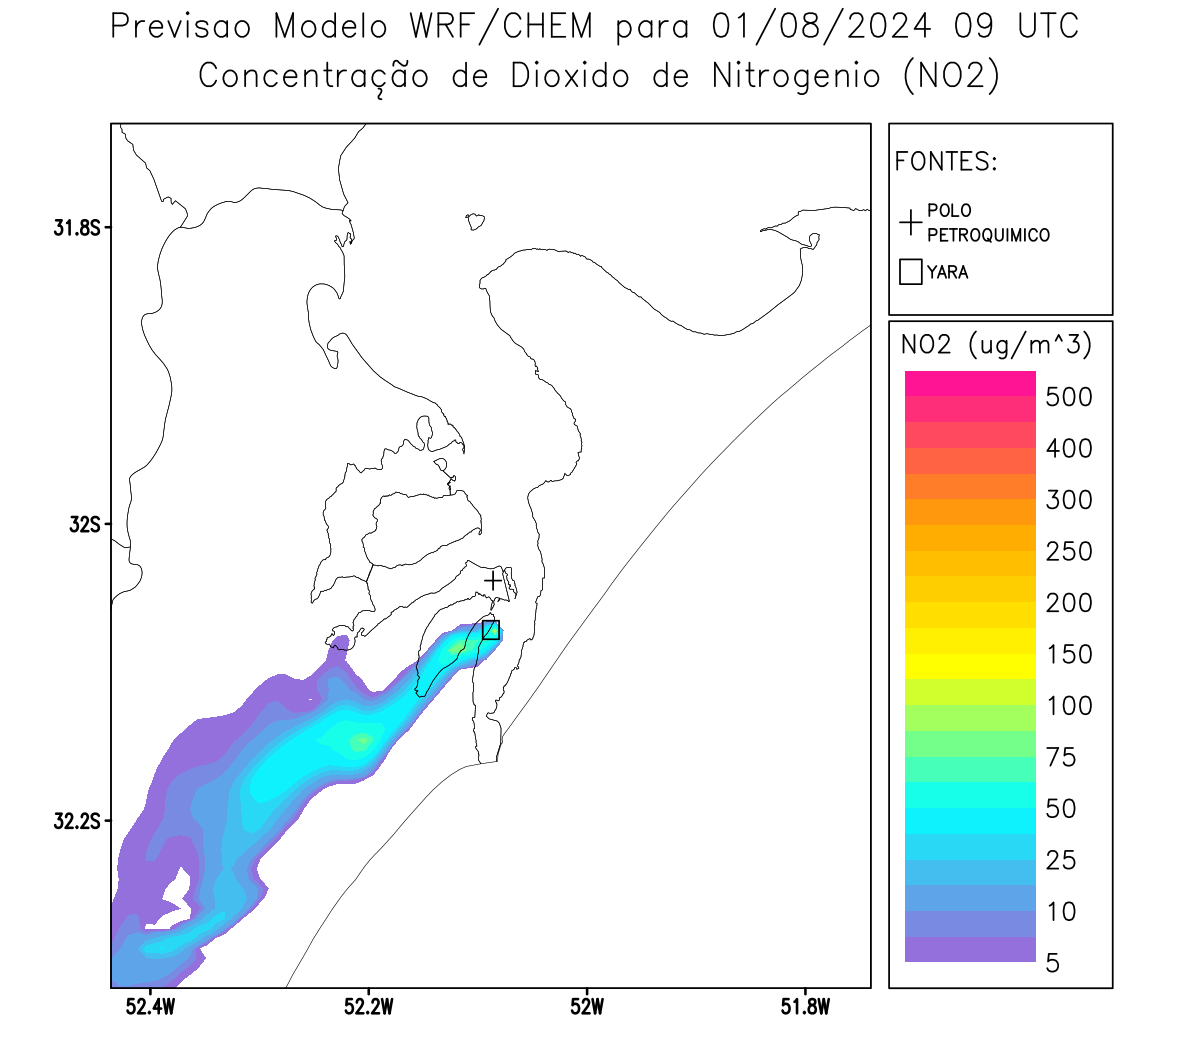 Previsao Modelo WRF/CHEM para 01/08/2024 09 UTC
Concentração de Dioxido de Nitrogenio (NO2)
FONTES:
POLO
PETROQUIMICO
YARA
NO2 (ug/m^3)
500
400
300
250
200
150
100
75
50
25
10
5
31.8S
32S
32.2S
52.4W
52.2W
52W
51.8W